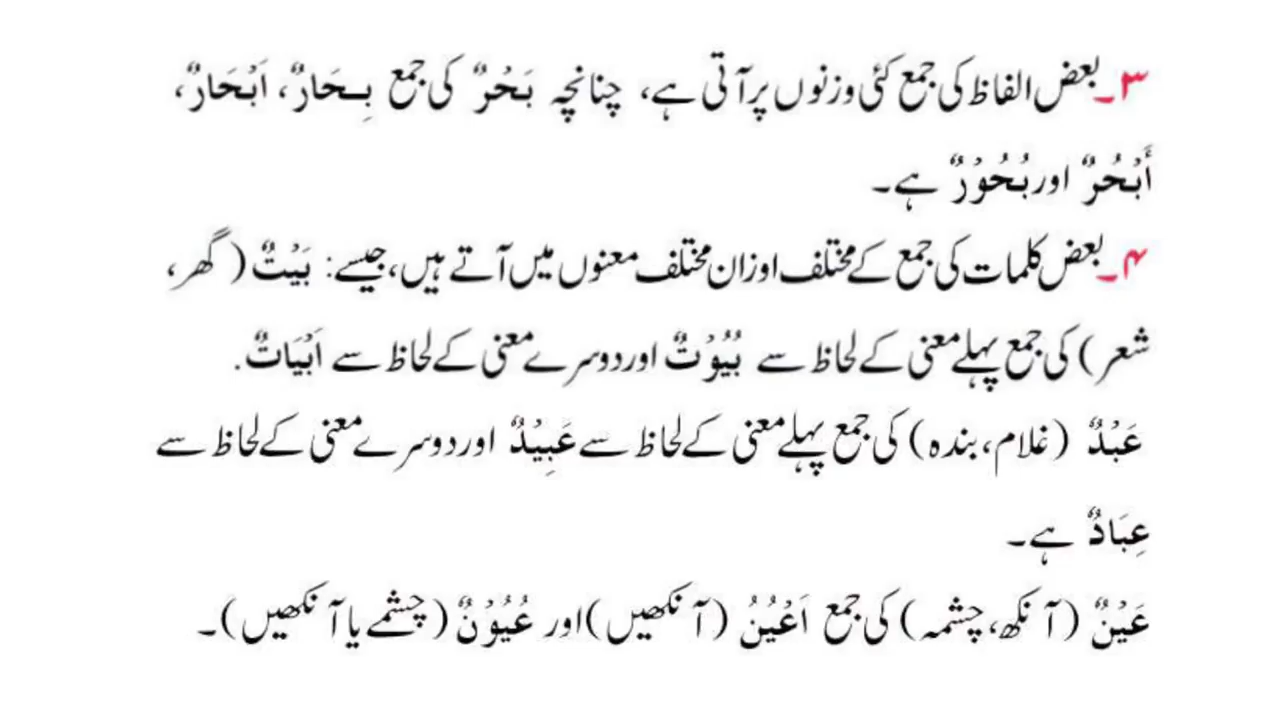 ۳۔ بعض الفاظ کی جمع کئی وزنوں پر آتی ہے، چنانچہ بَحْرٌ کی جمع بِحَارٌ، اَبْحَارٌ،
أَبْحُرٌ اور بُحُوْرٌ ہے۔
۴۔ بعض کلمات کی جمع کے مختلف اوزان مختلف معنوں میں آتے ہیں، جیسے: بَيْتٌ (گھر،
شعر) کی جمع پہلے معنی کے لحاظ سے بُيُوْتٌ اور دوسرے معنی کے لحاظ سے اَبْيَاتٌ.
عَبْدٌ (غلام، بندہ) کی جمع پہلے معنی کے لحاظ سے عَبِيْدٌ اور دوسرے معنی کے لحاظ سے
عِبَادٌ ہے۔
عَيْنٌ (آنکھ، چشمہ) کی جمع اَعْيُنُ (آنکھیں) اور عُيُوْنٌ (چشمے یا آنکھیں)۔